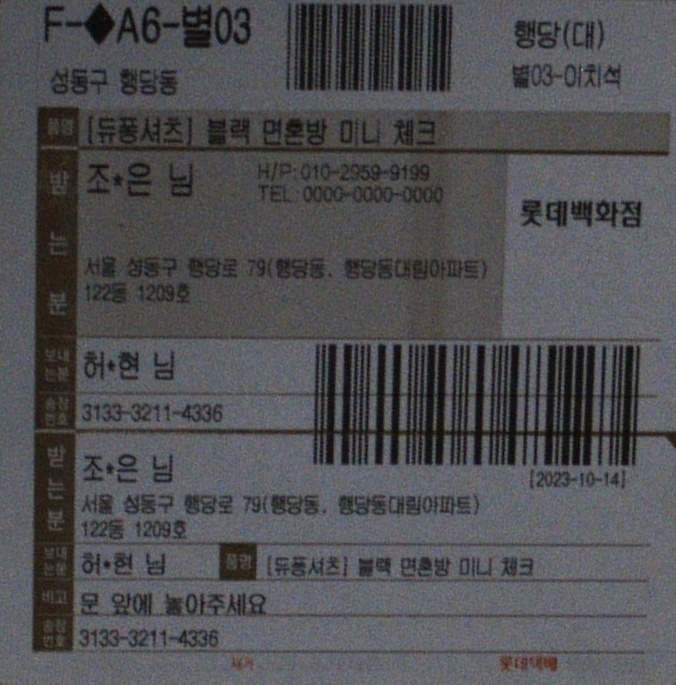 F-◆A6-별03
행당(대)
성동구 행당동
별03-이치석
품명 [듀퐁셔츠] 블랙 면혼방 미니 체크
받는분
조*은 님
H/P:010-2959-9199
TEL:0000-0000-0000
롯데백화점
서울 성동구 행당로 79(행당동, 행당동대림아파트)
122동 1209호
보내는분 허*현 님
송장번호 3133-3211-4336
[2023-10-14]
받는분
조*은 님
서울 성동구 행당로 79(행당동, 행당동대림아파트)
122동 1209호
보내는분 허*현 님 품명 [듀퐁셔츠] 블랙 면혼방 미니 체크
비고 문 앞에 놓아주세요
송장번호 3133-3211-4336
롯데택배